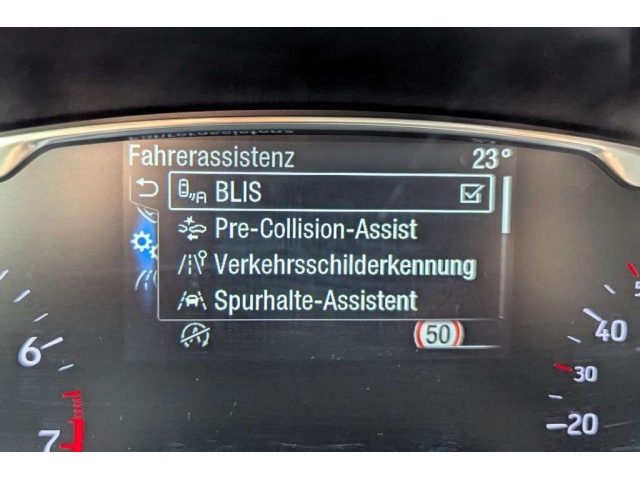 Fahrerassistenz 23°
BLIS
Pre-Collision-Assist
Verkehrsschilderkennung
Spurhalte-Assistent
50
6
7
40
30
20